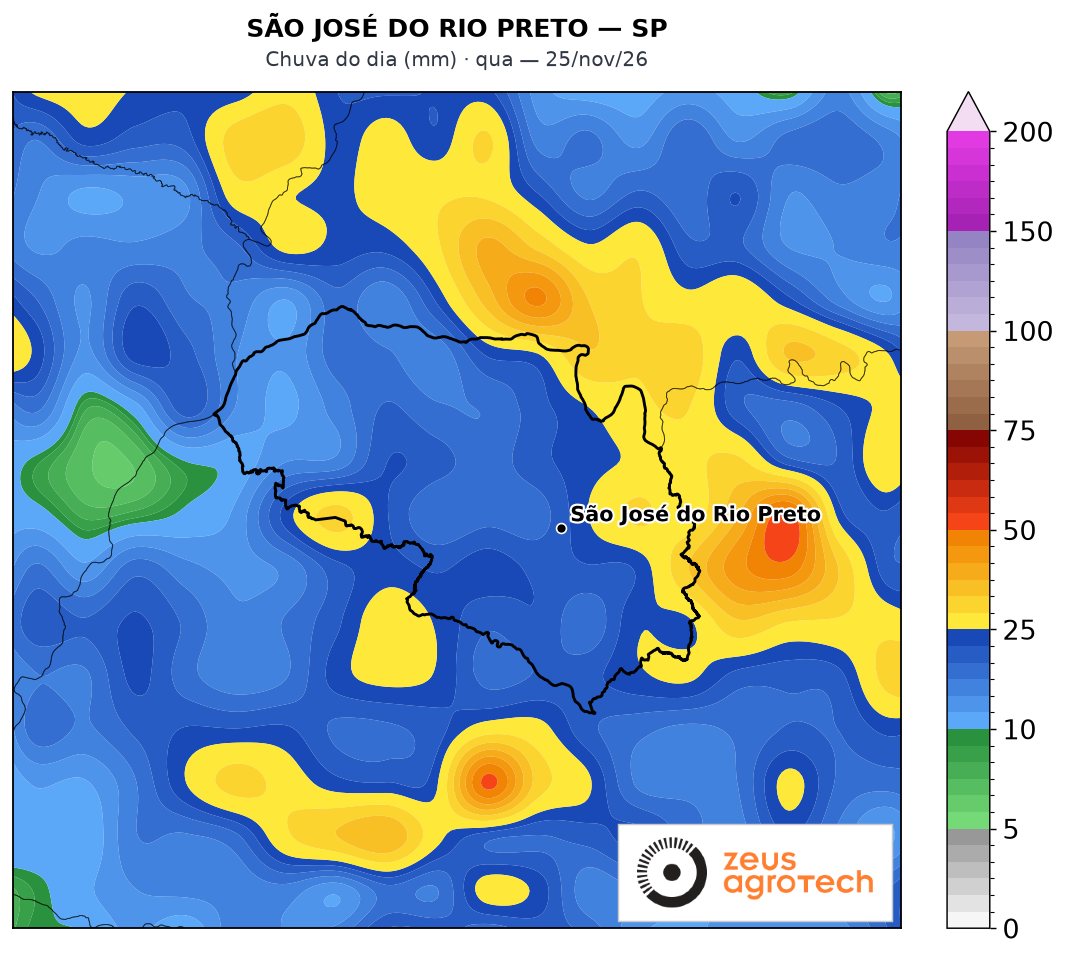 SÃO JOSÉ DO RIO PRETO — SP
Chuva do dia (mm) · qua — 25/nov/26
200
150
100
75
50
25
10
5
0
São José do Rio Preto
zeus
agrotech